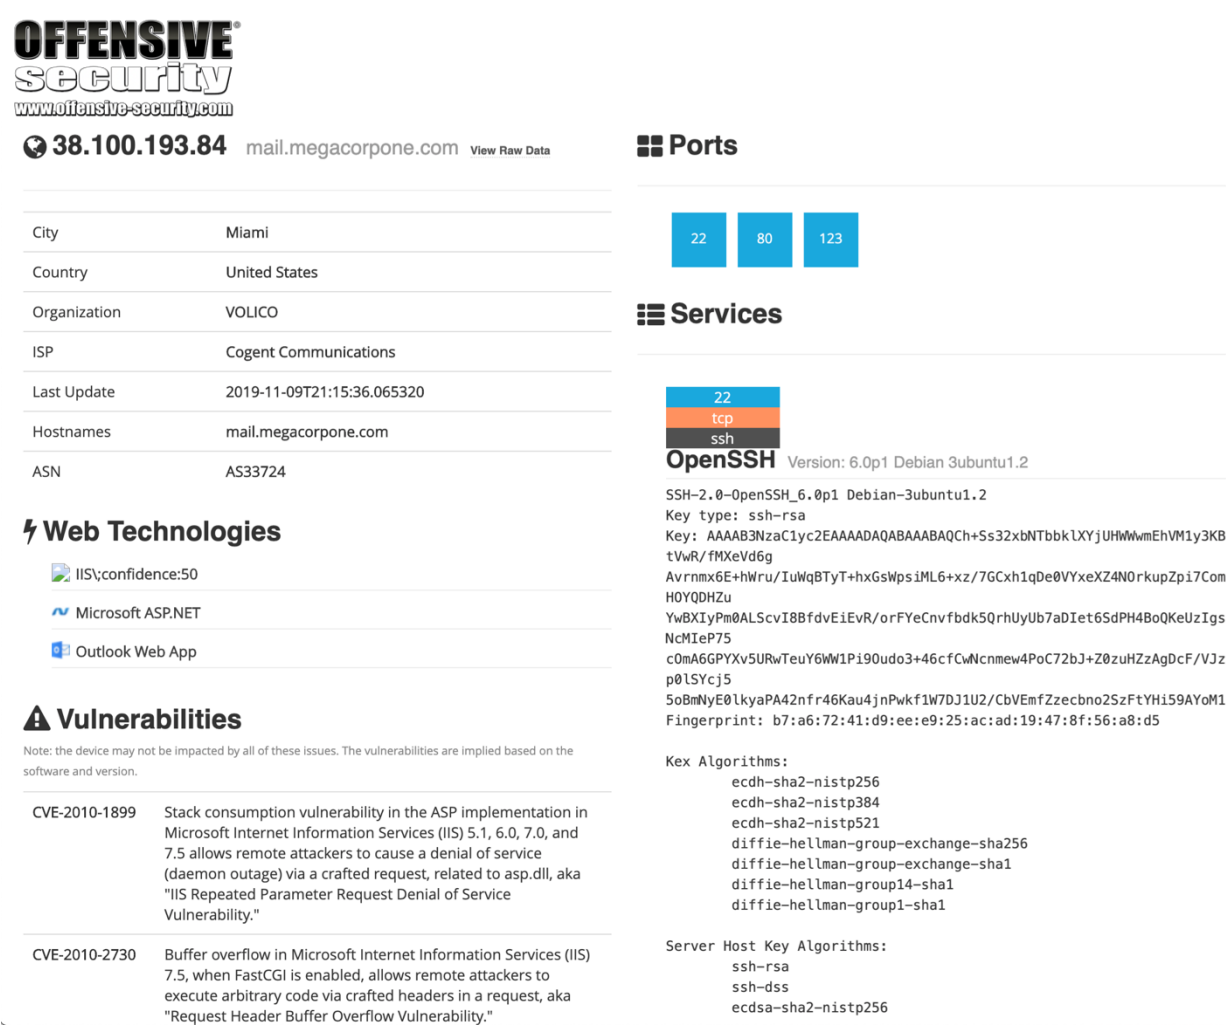 OFFENSIVE®
security
www.offensive-security.com
38.100.193.84 mail.megacorpone.com View Raw Data
City Miami
Country United States
Organization VOLICO
ISP Cogent Communications
Last Update 2019-11-09T21:15:36.065320
Hostnames mail.megacorpone.com
ASN AS33724
Web Technologies
IIS\;confidence:50
Microsoft ASP.NET
Outlook Web App
Vulnerabilities
Note: the device may not be impacted by all of these issues. The vulnerabilities are implied based on the
software and version.
CVE-2010-1899 Stack consumption vulnerability in the ASP implementation in
Microsoft Internet Information Services (IIS) 5.1, 6.0, 7.0, and
7.5 allows remote attackers to cause a denial of service
(daemon outage) via a crafted request, related to asp.dll, aka
"IIS Repeated Parameter Request Denial of Service
Vulnerability."
CVE-2010-2730 Buffer overflow in Microsoft Internet Information Services (IIS)
7.5, when FastCGI is enabled, allows remote attackers to
execute arbitrary code via crafted headers in a request, aka
"Request Header Buffer Overflow Vulnerability."
Ports
22 80 123
Services
22
tcp
ssh
OpenSSH Version: 6.0p1 Debian 3ubuntu1.2
SSH-2.0-OpenSSH_6.0p1 Debian-3ubuntu1.2
Key type: ssh-rsa
Key: AAAAB3NzaC1yc2EAAAADAQABAAABAQCh+Ss32xbNTbbklXYjUHWWwmEhVM1y3KB
tVwR/fMXeVd6g
Avrnmx6E+hWru/IuWqBTyT+hxGsWpsiML6+xz/7GCxh1qDe0VYxeXZ4NOrkupZpi7Com
HOYQDHZu
YwBXIyPm0ALScvI8BfdvEiEvR/orFYeCnvfbdk5QrhUyUb7aDIet6SdPH4BoQKeUzIgs
NcMIeP75
cOmA6GPYXv5URwTeuY6WW1Pi9Oudo3+46cfCwNcnmew4PoC72bJ+Z0zuHZzAgDcF/VJz
p0lSYcj5
5oBmNyE0lkyaPA42nfr46Kau4jnPwkf1W7DJ1U2/CbVEmfZzecbno2SzFtYHi59AYoM1
Fingerprint: b7:a6:72:41:d9:ee:e9:25:ac:ad:19:47:8f:56:a8:d5
Kex Algorithms:
ecdh-sha2-nistp256
ecdh-sha2-nistp384
ecdh-sha2-nistp521
diffie-hellman-group-exchange-sha256
diffie-hellman-group-exchange-sha1
diffie-hellman-group14-sha1
diffie-hellman-group1-sha1
Server Host Key Algorithms:
ssh-rsa
ssh-dss
ecdsa-sha2-nistp256